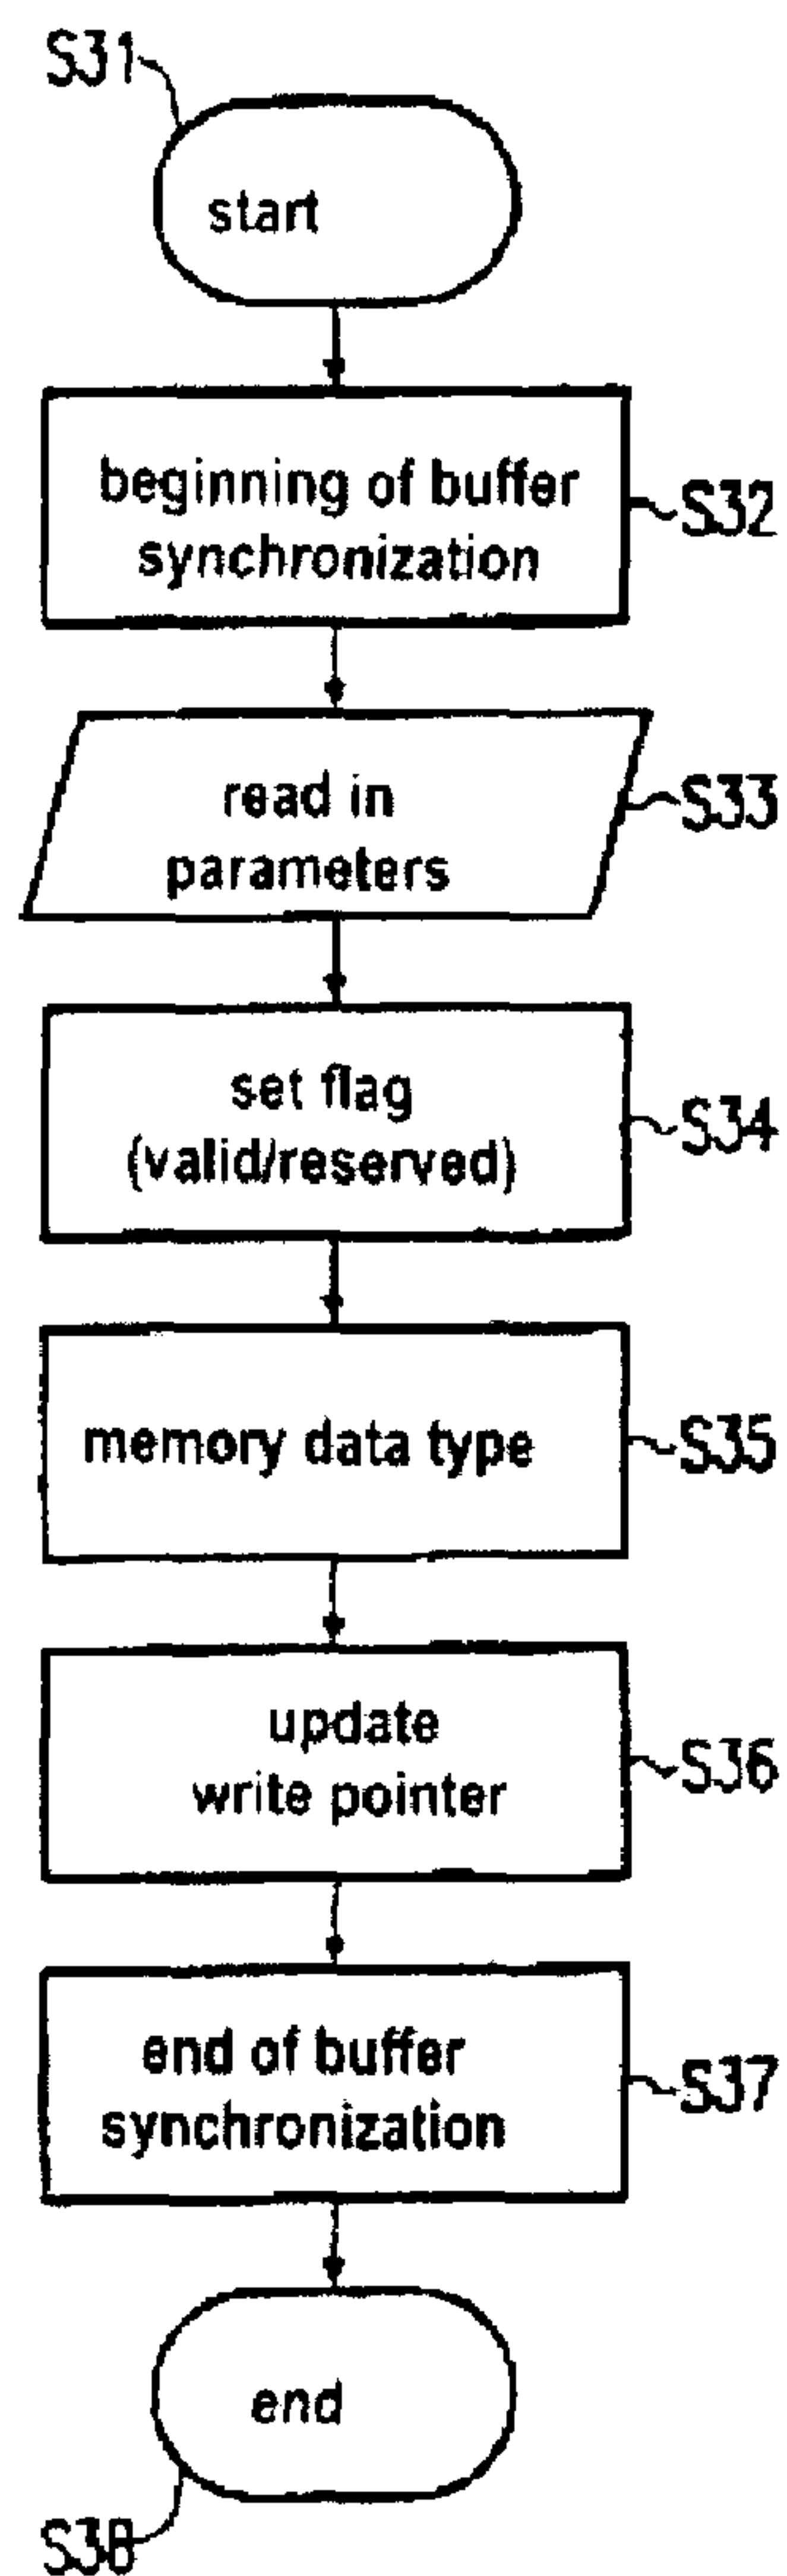 S31
start
beginning of buffer
synchronization
S32
read in
parameters
S33
set flag
(valid/reserved)
S34
memory data type
S35
update
write pointer
S36
end of buffer
synchronization
S37
end
S38